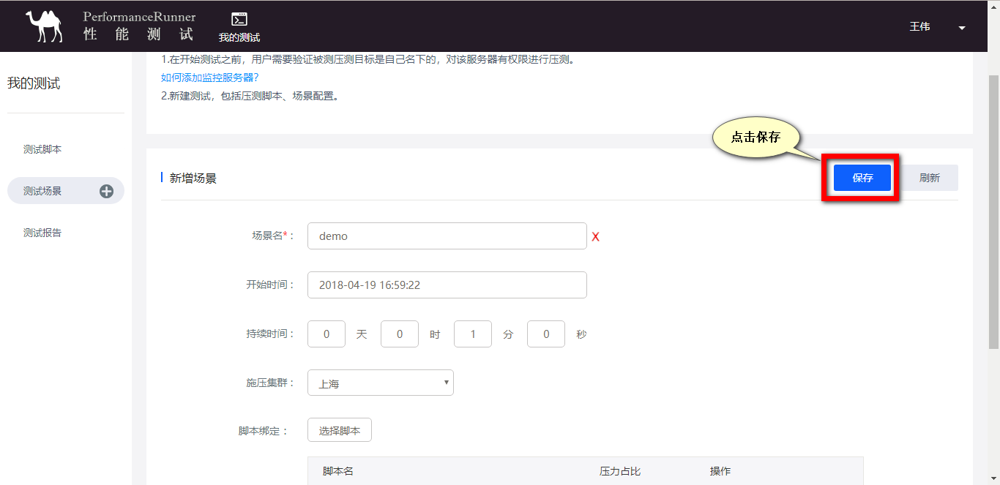 PerformanceRunner
性 能 测 试
我的测试
王伟
我的测试
测试脚本
测试场景
测试报告
1.在开始测试之前，用户需要验证被测压测目标是自己名下的，对该服务器有权限进行压测。
如何添加监控服务器?
2.新建测试，包括压测脚本、场景配置。
点击保存
新增场景
保存 刷新
场景名*： demo X
开始时间： 2018-04-19 16:59:22
持续时间： 0 天 0 时 1 分 0 秒
施压集群： 上海
脚本绑定： 选择脚本
脚本名 压力占比 操作